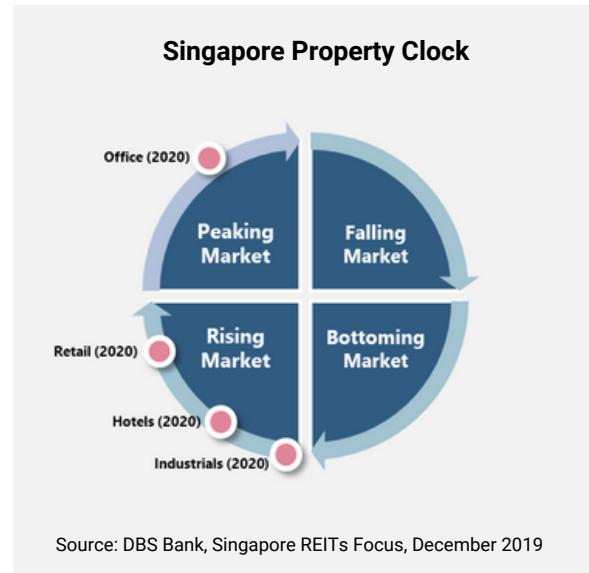 Singapore Property Clock
Office (2020)
Peaking
Market
Falling
Market
Rising
Market
Bottoming
Market
Retail (2020)
Hotels (2020)
Industrials (2020)
Source: DBS Bank, Singapore REITs Focus, December 2019